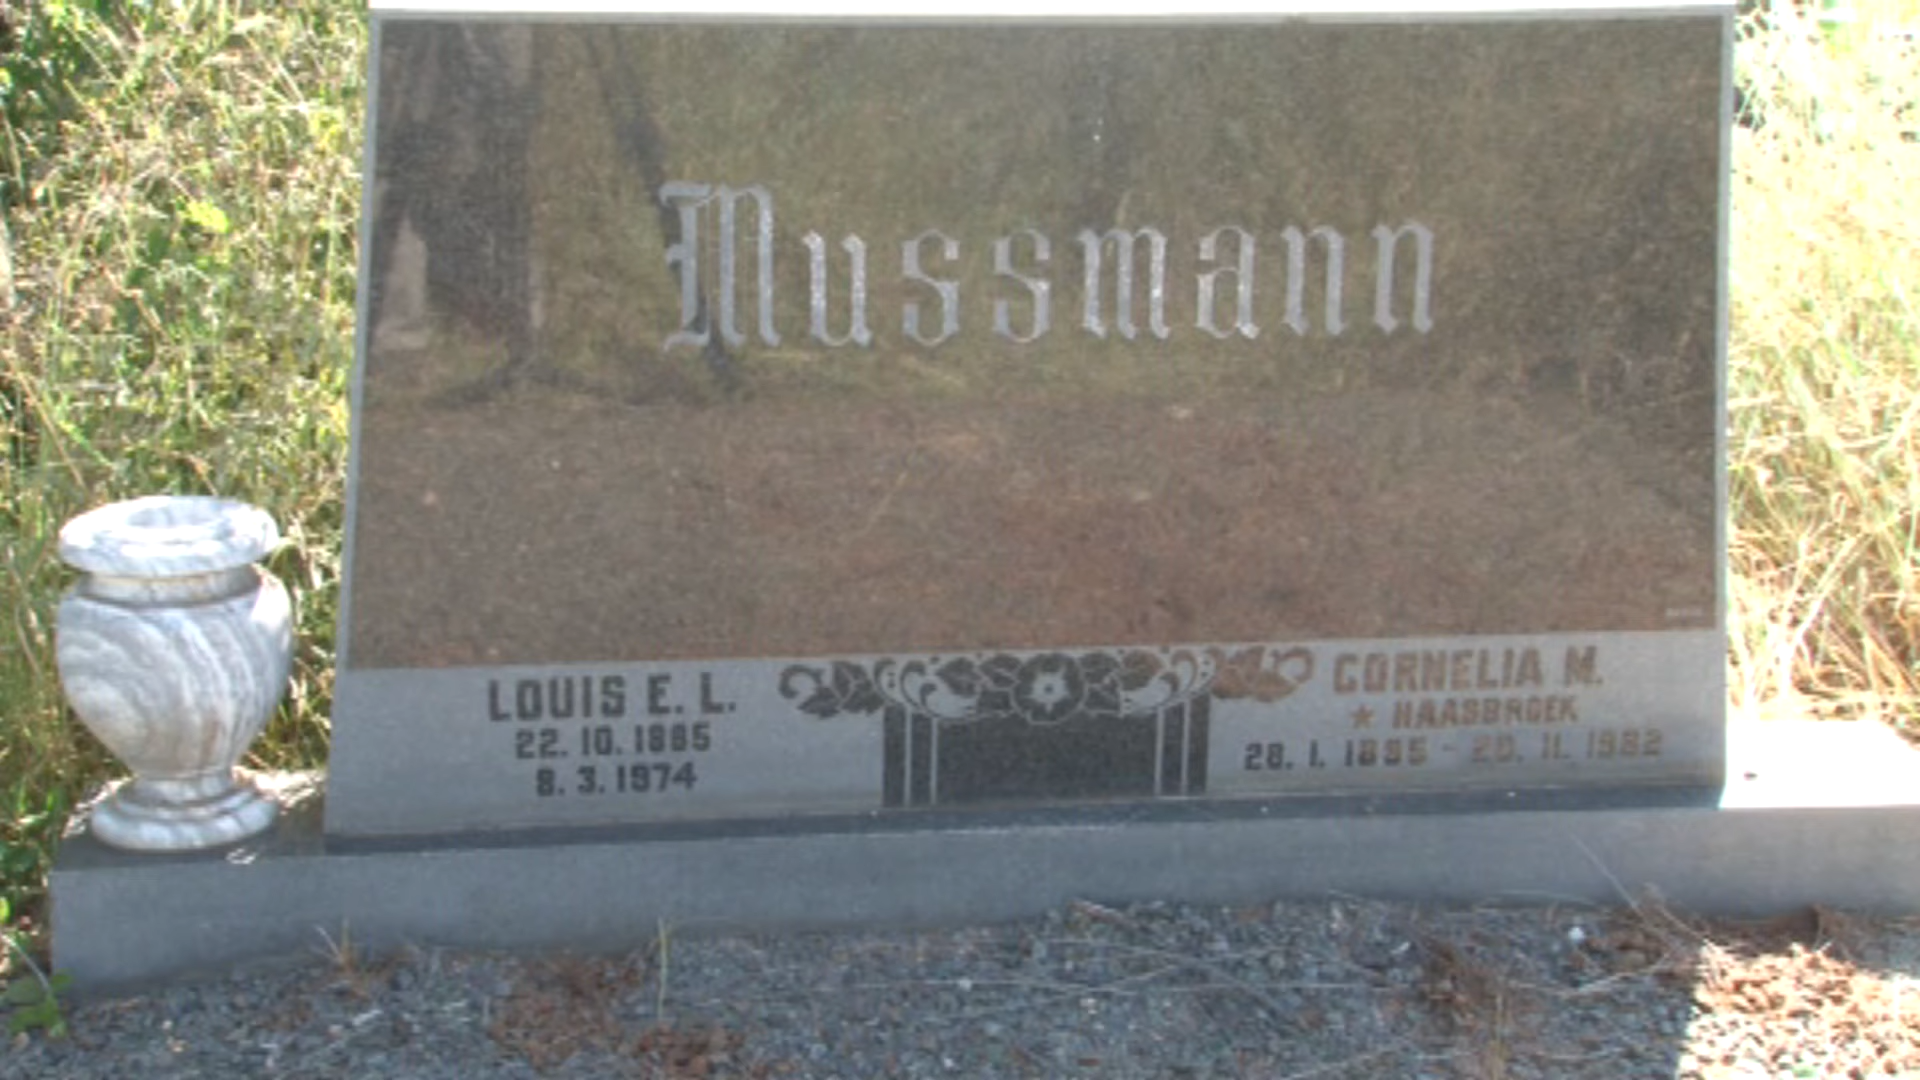 Mussmann
LOUIS E. L.
22. 10. 1885
8. 3. 1974
CORNELIA M.
* HAASBROEK
28. 1. 1895 - 20. 11. 1982